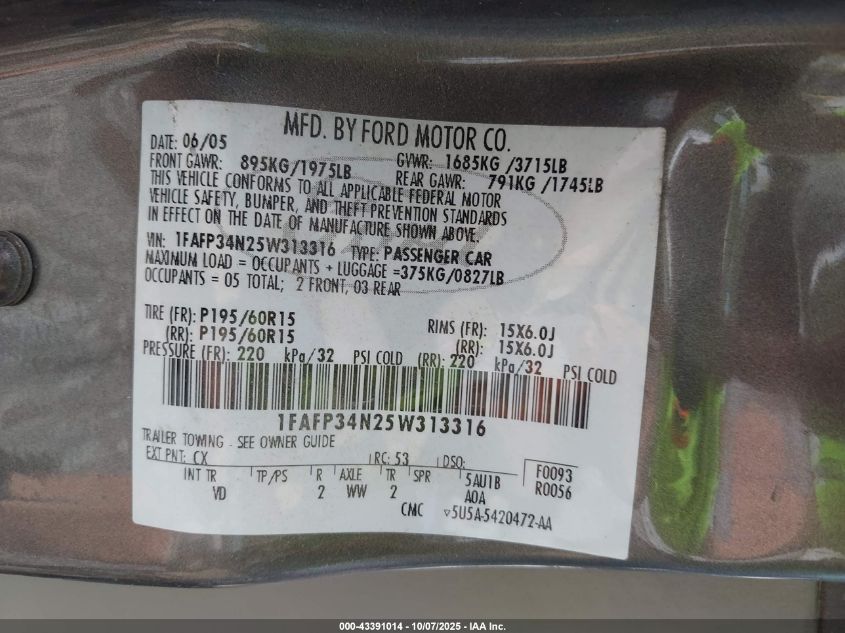 MFD. BY FORD MOTOR CO.
DATE: 06/05 GVWR: 1685KG /3715LB
FRONT GAWR: 895KG/1975LB REAR GAWR: 791KG /1745LB
THIS VEHICLE CONFORMS TO ALL APPLICABLE FEDERAL MOTOR
VEHICLE SAFETY, BUMPER, AND THEFT PREVENTION STANDARDS
IN EFFECT ON THE DATE OF MANUFACTURE SHOWN ABOVE.
VIN: 1FAFP34N25W313316 TYPE: PASSENGER CAR
MAXIMUM LOAD = OCCUPANTS + LUGGAGE =375KG/0827LB
OCCUPANTS = 05 TOTAL; 2 FRONT, 03 REAR
TIRE (FR): P195/60R15 RIMS (FR): 15X6.0J
(RR): P195/60R15 (RR): 15X6.0J
PRESSURE (FR): 220 kPa/32 PSI COLD (RR): 220 kPa/32 PSI COLD
1FAFP34N25W313316
TRAILER TOWING - SEE OWNER GUIDE
EXT PNT: CX RC: 53 DSO: F0093
INT TR TP/PS R AXLE TR SPR 5AU1B R0056
VD 2 WW 2 AOA
CMC ▽5U5A-5420472-AA
000-43391014 - 10/07/2025 - IAA Inc.